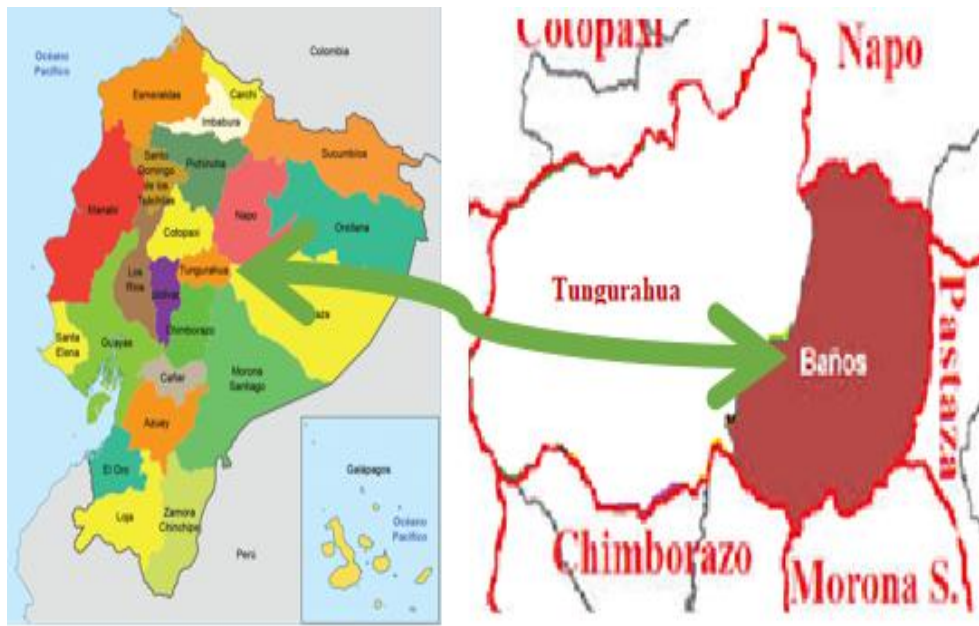 Océano
Pacífico
Colombia
Esmeraldas
Carchi
Imbabura
Sucumbíos
Santo
Domingo
de los
Tsáchilas
Pichincha
Manabí
Napo
Orellana
Cotopaxi
Los
Ríos
Tungurahua
Bolívar
Chimborazo
Santa
Elena
Guayas
Morona
Santiago
Cañar
Azuay
El Oro
Loja
Zamora
Chinchipe
Perú
Galápagos
Océano
Pacífico
Cotopaxi
Napo
Tungurahua
Baños
Pastaza
Chimborazo
Morona S.